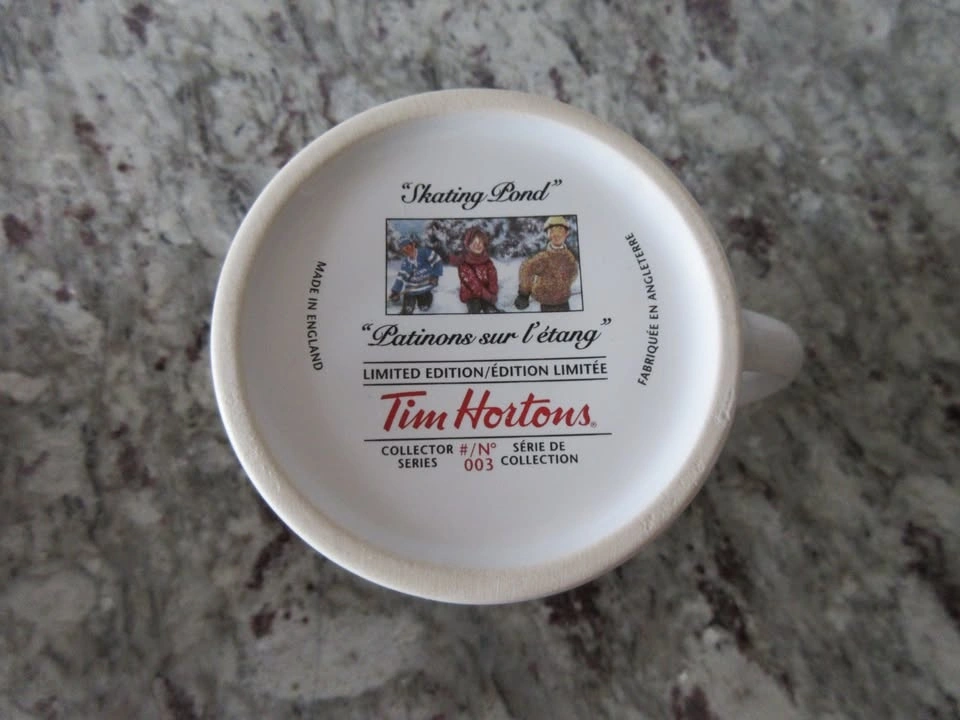 “Skating Pond”
“Patinons sur l’étang”
MADE IN ENGLAND
FABRIQUÉE EN ANGLETERRE
LIMITED EDITION/ÉDITION LIMITÉE
Tim Hortons®
COLLECTOR #/Nº SÉRIE DE
SERIES 003 COLLECTION